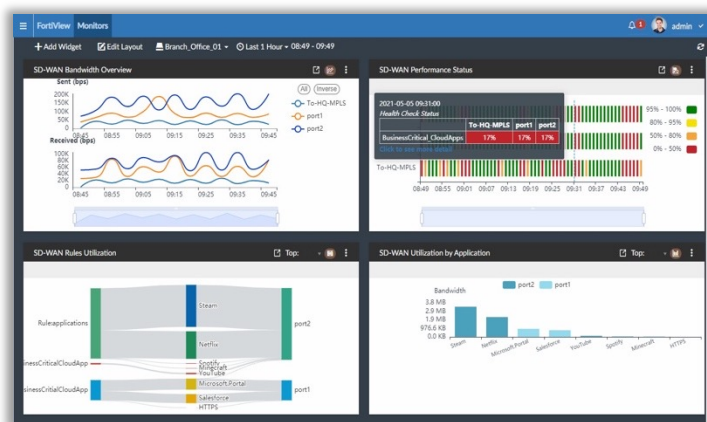 FortiView Monitors 1 admin
Add Widget Edit Layout Branch_Office_01 Last 1 Hour 08:49 - 09:49
SD-WAN Bandwidth Overview
Sent (bps)
All Inverse
200K
150K
100K
50K
0K
To-HQ-MPLS
port1
port2
08:45 08:55 09:05 09:15 09:25 09:35 09:45
Received (bps)
100K
80K
60K
40K
20K
0K
08:45 08:55 09:05 09:15 09:25 09:35 09:45
SD-WAN Performance Status
2021-05-05 09:31:00
Health Check Status
To-HQ-MPLS port1 port2
BusinessCritical_CloudApps 17% 17% 17%
Click to see more detail
95% - 100%
80% - 95%
50% - 80%
0% - 50%
To-HQ-MPLS
08:49 08:55 09:01 09:07 09:13 09:19 09:25 09:31 09:37 09:43 09:49
SD-WAN Rules Utilization Top:
Rule:applications
Steam
port2
Netflix
Spotify
Minecraft
YouTube
inessCriticalCloudApp
Microsoft.Portal
sinessCritialCloudApp
port1
Salesforce
HTTPS
SD-WAN Utilization by Application Top:
port2 port1
Bandwidth
3.8 MB
2.9 MB
1.9 MB
976.6 KB
0.0 KB
Steam Netflix Microsoft.Portal Salesforce YouTube Spotify Minecraft HTTPS